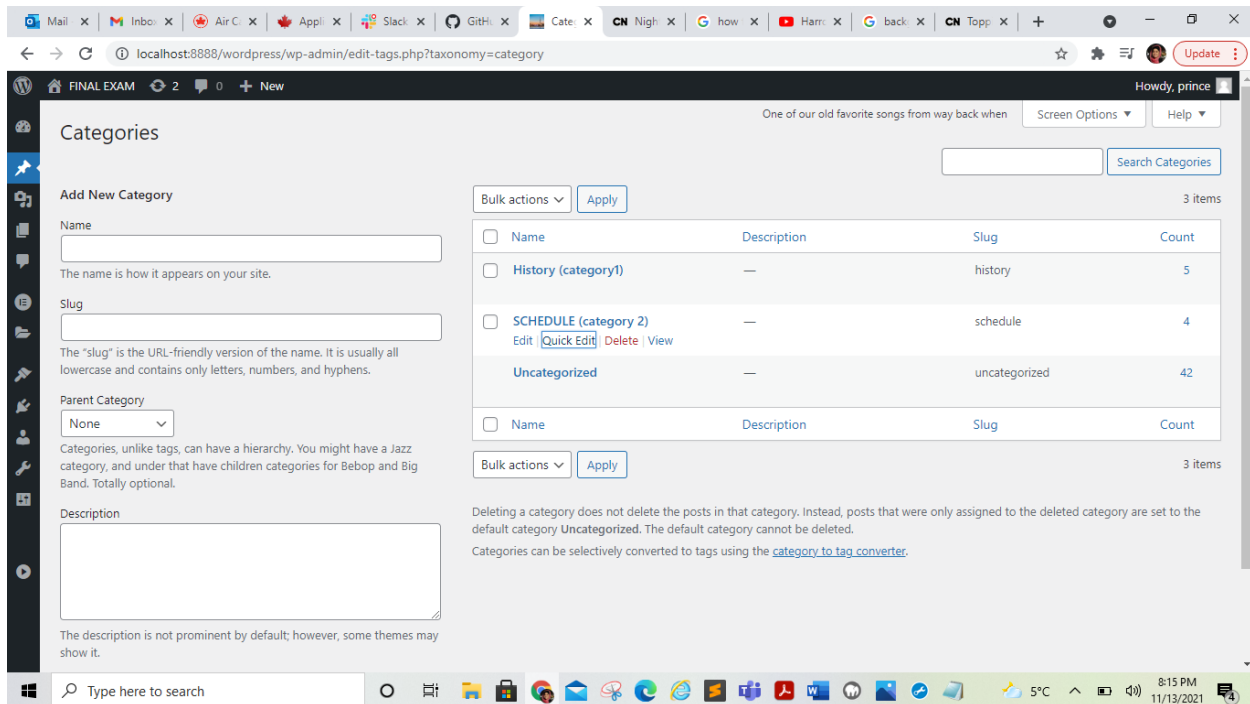 Mail
Inbo
Air C
Appli
Slack
GitHu
Cate
CN Nigh
how
Harro
back
CN Topp
localhost:8888/wordpress/wp-admin/edit-tags.php?taxonomy=category
Update
FINAL EXAM 2 0 + New
Howdy, prince
One of our old favorite songs from way back when
Screen Options ▼
Help ▼
Categories
Search Categories
Add New Category
Name
The name is how it appears on your site.
Slug
The “slug” is the URL-friendly version of the name. It is usually all
lowercase and contains only letters, numbers, and hyphens.
Parent Category
None
Categories, unlike tags, can have a hierarchy. You might have a Jazz
category, and under that have children categories for Bebop and Big
Band. Totally optional.
Description
The description is not prominent by default; however, some themes may
show it.
Bulk actions Apply 3 items
Name Description Slug Count
History (category1) — history 5
SCHEDULE (category 2) — schedule 4
Edit | Quick Edit | Delete | View
Uncategorized — uncategorized 42
Name Description Slug Count
Bulk actions Apply 3 items
Deleting a category does not delete the posts in that category. Instead, posts that were only assigned to the deleted category are set to the
default category Uncategorized. The default category cannot be deleted.
Categories can be selectively converted to tags using the category to tag converter.
Type here to search
5°C
8:15 PM
11/13/2021
4